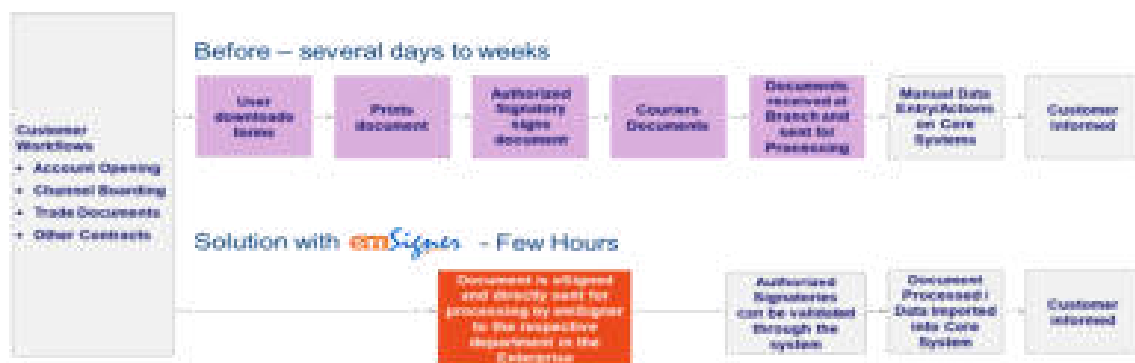 Before – several days to weeks
Customer
Workflows
• Account Opening
• Channel Boarding
• Trade Documents
• Other Contracts
User
downloads
forms
Prints
document
Authorized
Signatory
signs
document
Couriers
Documents
Documents
received at
Branch and
sent for
Processing
Manual Data
Entry/Actions
on Core
Systems
Customer
Informed
Solution with emSigner - Few Hours
Document is eSigned
and directly sent for
processing by emSigner
to the respective
department in the
Enterprise
Authorized
Signatories
can be validated
through the
system
Document
Processed /
Data Imported
into Core
System
Customer
informed